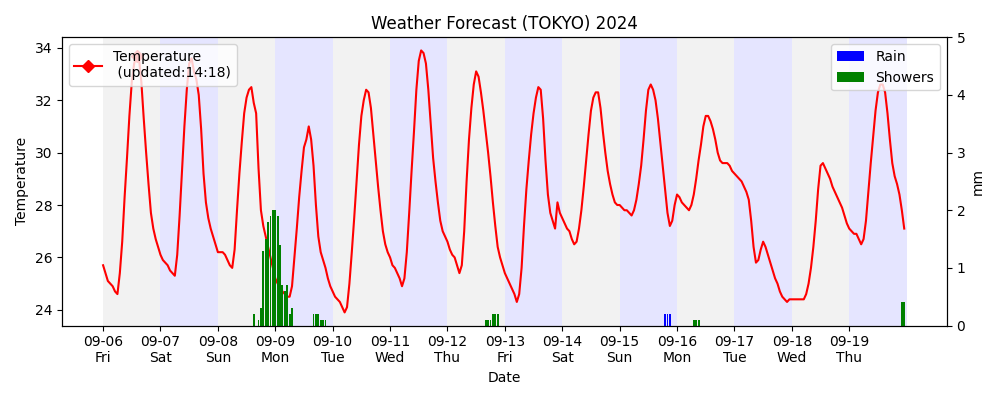 Weather Forecast (TOKYO) 2024
Temperature
(updated:14:18)
Rain
Showers
Temperature
34
32
30
28
26
24
5
4
3
2
1
0
mm
09-06 09-07 09-08 09-09 09-10 09-11 09-12 09-13 09-14 09-15 09-16 09-17 09-18 09-19
Fri Sat Sun Mon Tue Wed Thu Fri Sat Sun Mon Tue Wed Thu
Date